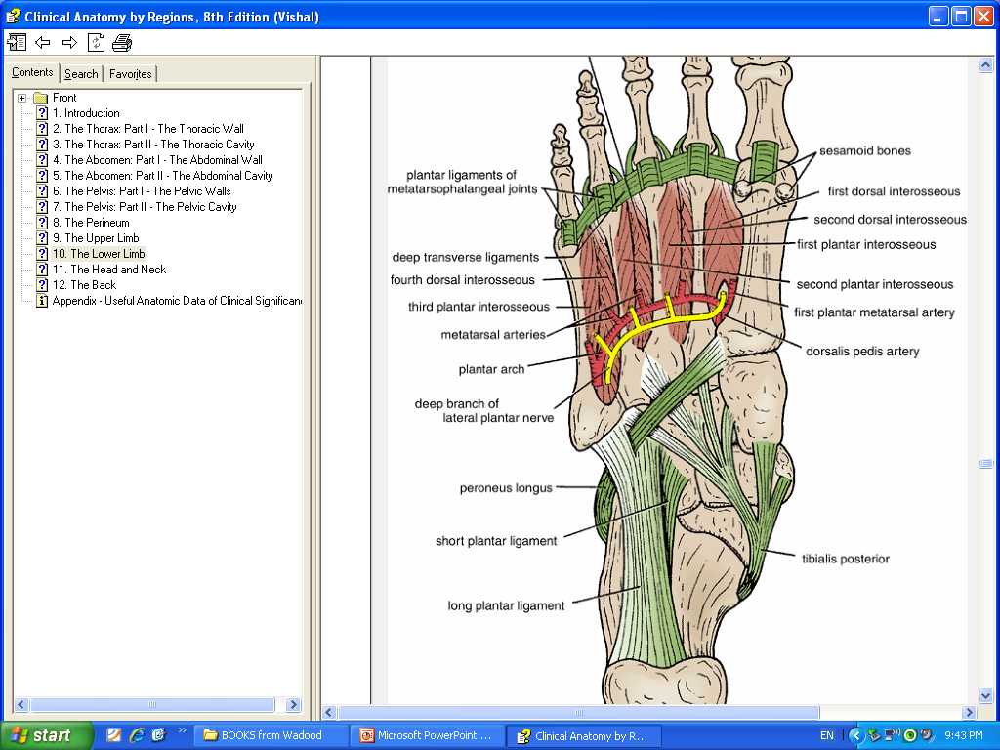 Clinical Anatomy by Regions, 8th Edition (Vishal)
Contents
Search
Favorites
Front
1. Introduction
2. The Thorax: Part I - The Thoracic Wall
3. The Thorax: Part II - The Thoracic Cavity
4. The Abdomen: Part I - The Abdominal Wall
5. The Abdomen: Part II - The Abdominal Cavity
6. The Pelvis: Part I - The Pelvic Walls
7. The Pelvis: Part II - The Pelvic Cavity
8. The Perineum
9. The Upper Limb
10. The Lower Limb
11. The Head and Neck
12. The Back
Appendix - Useful Anatomic Data of Clinical Significan
plantar ligaments of
metatarsophalangeal joints
deep transverse ligaments
fourth dorsal interosseous
third plantar interosseous
metatarsal arteries
plantar arch
deep branch of
lateral plantar nerve
peroneus longus
short plantar ligament
long plantar ligament
sesamoid bones
first dorsal interosseous
second dorsal interosseous
first plantar interosseous
second plantar interosseous
first plantar metatarsal artery
dorsalis pedis artery
tibialis posterior
start
BOOKS from Wadood
Microsoft PowerPoint ...
Clinical Anatomy by R...
EN
9:43 PM